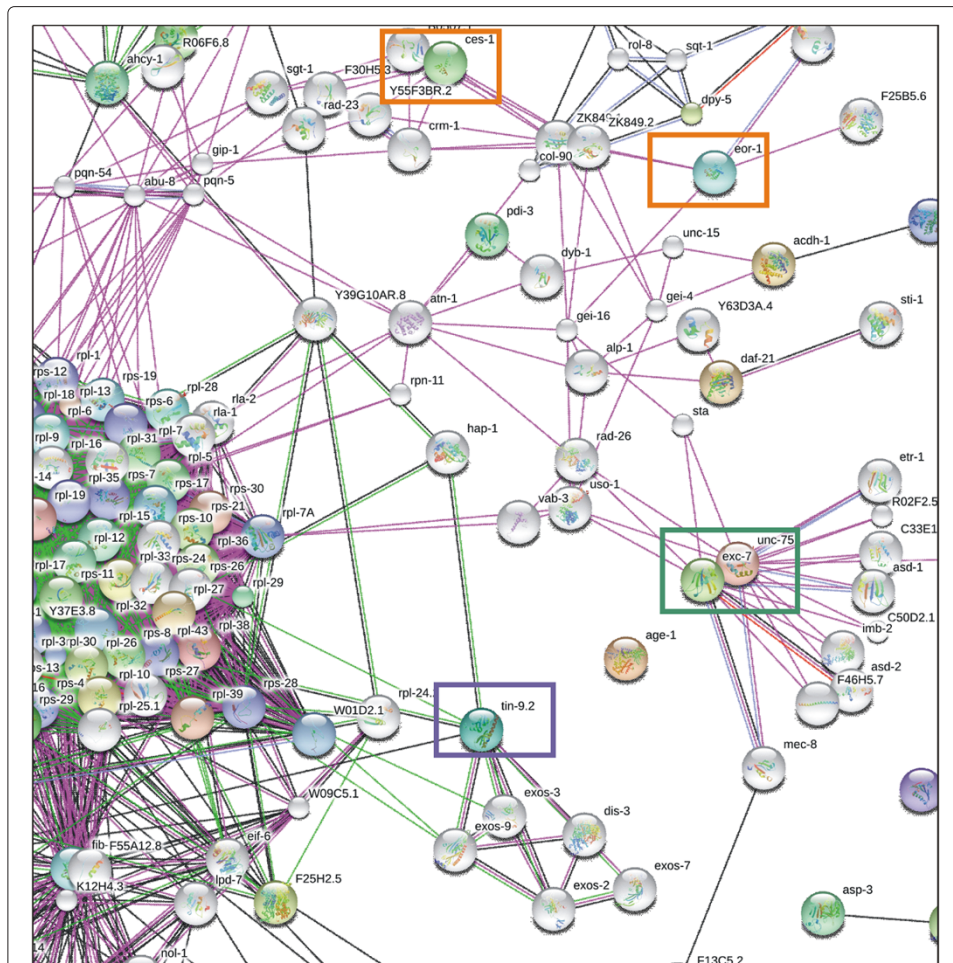 R06F6.8
ahcy-1
ces-1
rol-8
sqt-1
sgt-1
F30H5.3
Y55F3BR.2
rad-23
dpy-5
F25B5.6
ZK849.2
crm-1
eor-1
gip-1
col-90
pqn-54
abu-8
pqn-5
pdi-3
unc-15
acdh-1
dyb-1
Y39G10AR.8
atn-1
gei-4
gei-16
Y63D3A.4
sti-1
alp-1
rpl-1
rps-12
rps-19
rpl-28
rpn-11
daf-21
rpl-18
rpl-13
rps-6
rla-2
rpl-6
rla-1
sta
rpl-9
rpl-16
rpl-31
rpl-7
hap-1
rad-26
etr-1
-14
rpl-35
rps-7
rpl-5
rps-17
uso-1
rpl-19
rps-30
vab-3
R02F2.5
rpl-15
rps-10
rps-21
rpl-7A
unc-75
C33E1
rpl-12
rpl-33
rps-24
rpl-36
exc-7
asd-1
rpl-17
rps-11
rps-26
rpl-29
Y37E3.8
rpl-32
rpl-27
C50D2.1
imb-2
rpl-30
rpl-26
rps-8
rpl-43
rpl-38
age-1
rps-13
rps-4
rpl-10
rps-27
asd-2
F46H5.7
rps-29
rpl-25.1
rpl-39
rps-28
rpl-24.
W01D2.1
tin-9.2
mec-8
W09C5.1
exos-3
dis-3
fib-
F55A12.8
eif-6
exos-9
exos-7
K12H4.3
lpd-7
F25H2.5
exos-2
asp-3
nol-1
F13C5.2